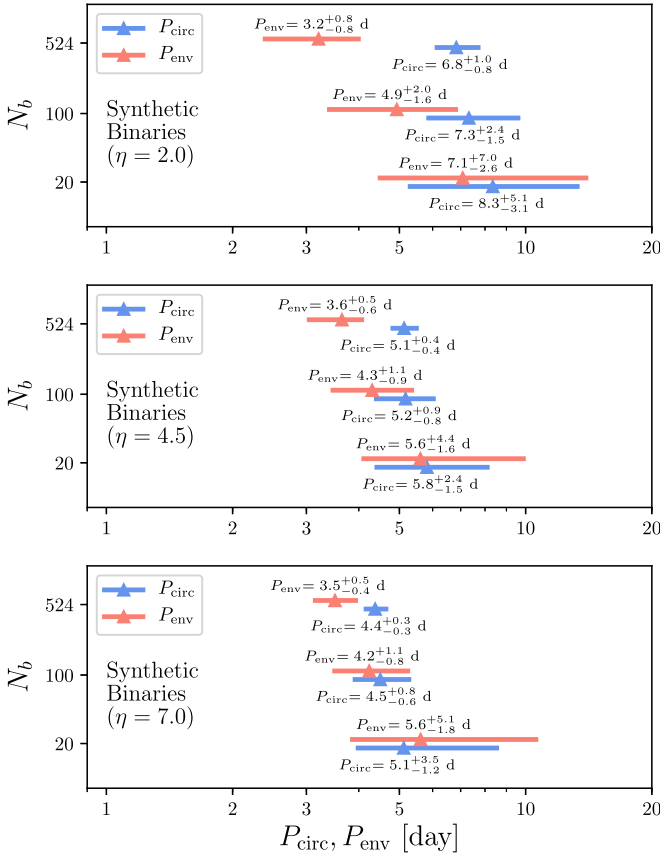 P_env = 3.2^{+0.8}_{-0.8} d
P_circ
P_env
524
P_circ = 6.8^{+1.0}_{-0.8} d
P_env = 4.9^{+2.0}_{-1.6} d
N_b
100
Synthetic
Binaries
(η = 2.0)
P_circ = 7.3^{+2.4}_{-1.5} d
P_env = 7.1^{+7.0}_{-2.6} d
20
P_circ = 8.3^{+5.1}_{-3.1} d
1 2 3 5 10 20
P_circ
P_env
P_env = 3.6^{+0.5}_{-0.6} d
524
P_circ = 5.1^{+0.4}_{-0.4} d
P_env = 4.3^{+1.1}_{-0.9} d
N_b
100
Synthetic
Binaries
(η = 4.5)
P_circ = 5.2^{+0.9}_{-0.8} d
P_env = 5.6^{+4.4}_{-1.6} d
20
P_circ = 5.8^{+2.4}_{-1.5} d
1 2 3 5 10 20
P_circ
P_env
P_env = 3.5^{+0.5}_{-0.4} d
524
P_circ = 4.4^{+0.3}_{-0.3} d
P_env = 4.2^{+1.1}_{-0.8} d
N_b
100
Synthetic
Binaries
(η = 7.0)
P_circ = 4.5^{+0.8}_{-0.6} d
P_env = 5.6^{+5.1}_{-1.8} d
20
P_circ = 5.1^{+3.5}_{-1.2} d
1 2 3 5 10 20
P_circ, P_env [day]